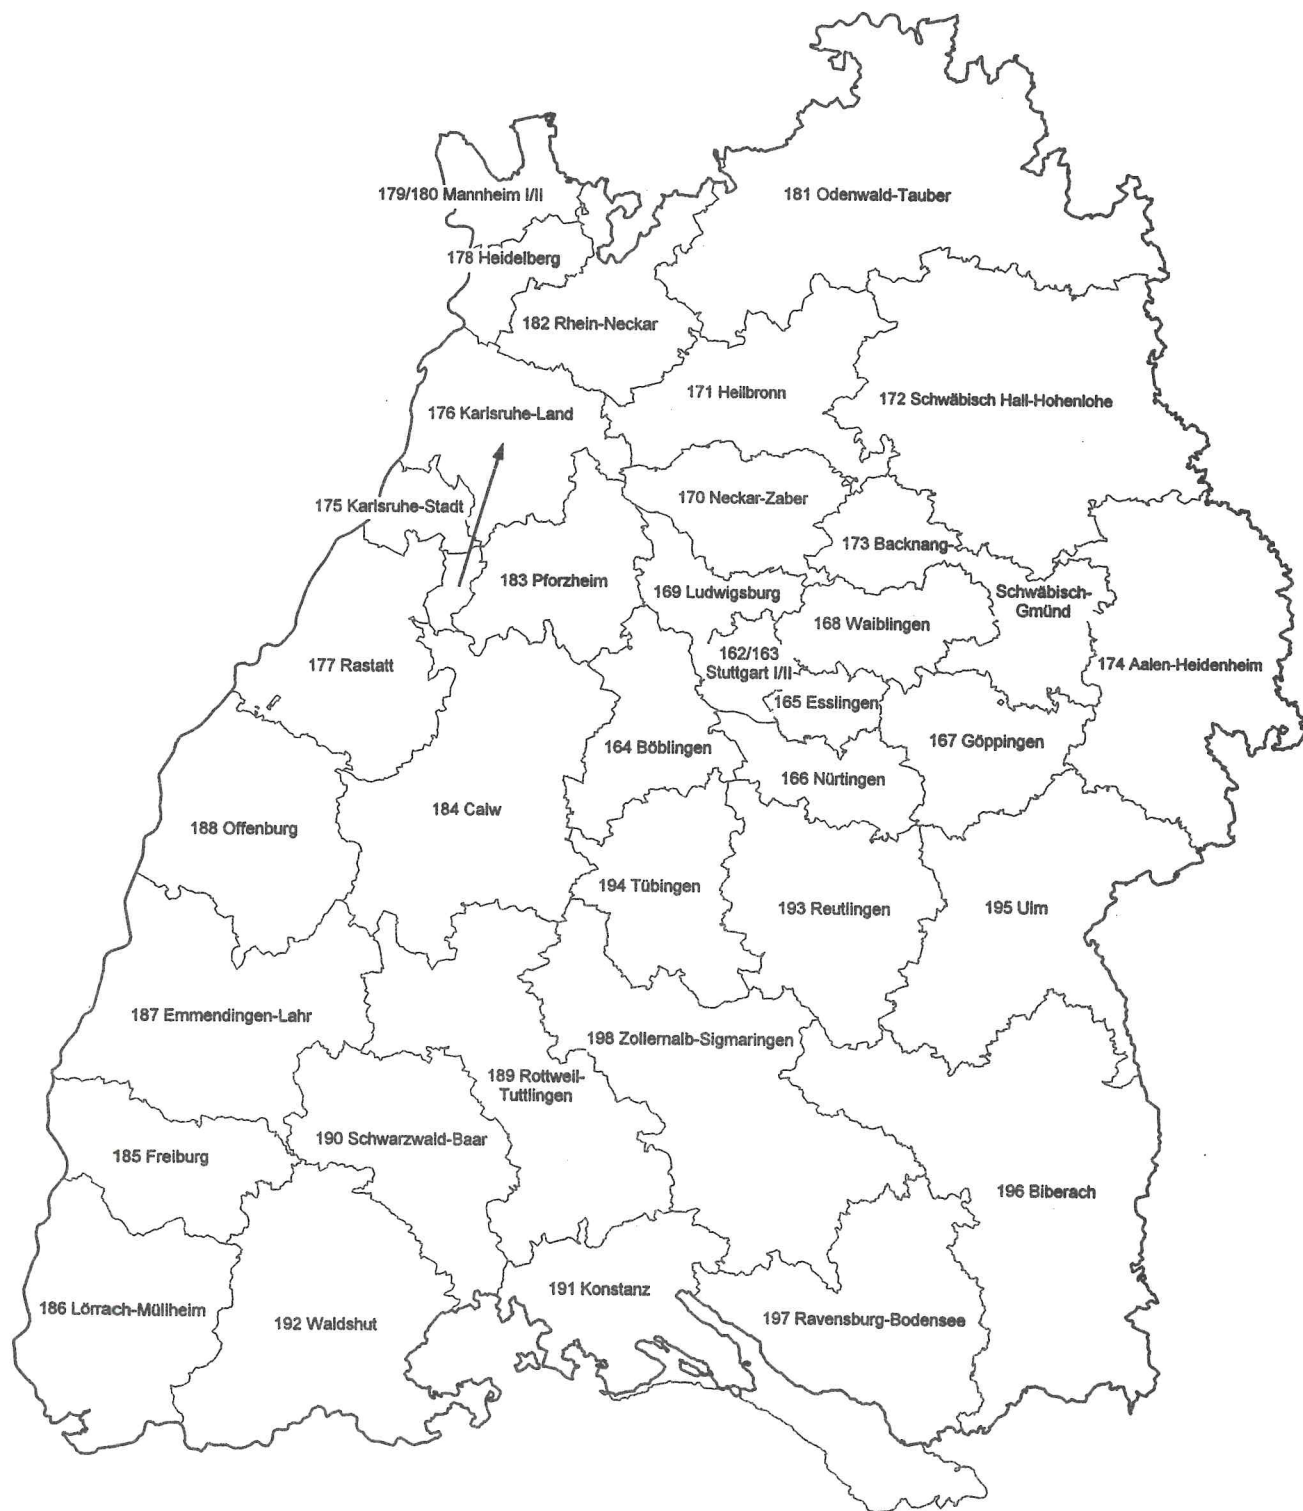 179/180 Mannheim I/II
181 Odenwald-Tauber
178 Heidelberg
182 Rhein-Neckar
171 Heilbronn
172 Schwäbisch Hall-Hohenlohe
176 Karlsruhe-Land
175 Karlsruhe-Stadt
170 Neckar-Zaber
173 Backnang-
Schwäbisch-
Gmünd
183 Pforzheim
169 Ludwigsburg
168 Waiblingen
162/163
Stuttgart I/II
177 Rastatt
174 Aalen-Heidenheim
165 Esslingen
164 Böblingen
167 Göppingen
166 Nürtingen
184 Calw
188 Offenburg
194 Tübingen
193 Reutlingen
195 Ulm
187 Emmendingen-Lahr
198 Zollernalb-Sigmaringen
189 Rottweil-
Tuttlingen
190 Schwarzwald-Baar
185 Freiburg
196 Biberach
191 Konstanz
186 Lörrach-Müllheim
192 Waldshut
197 Ravensburg-Bodensee